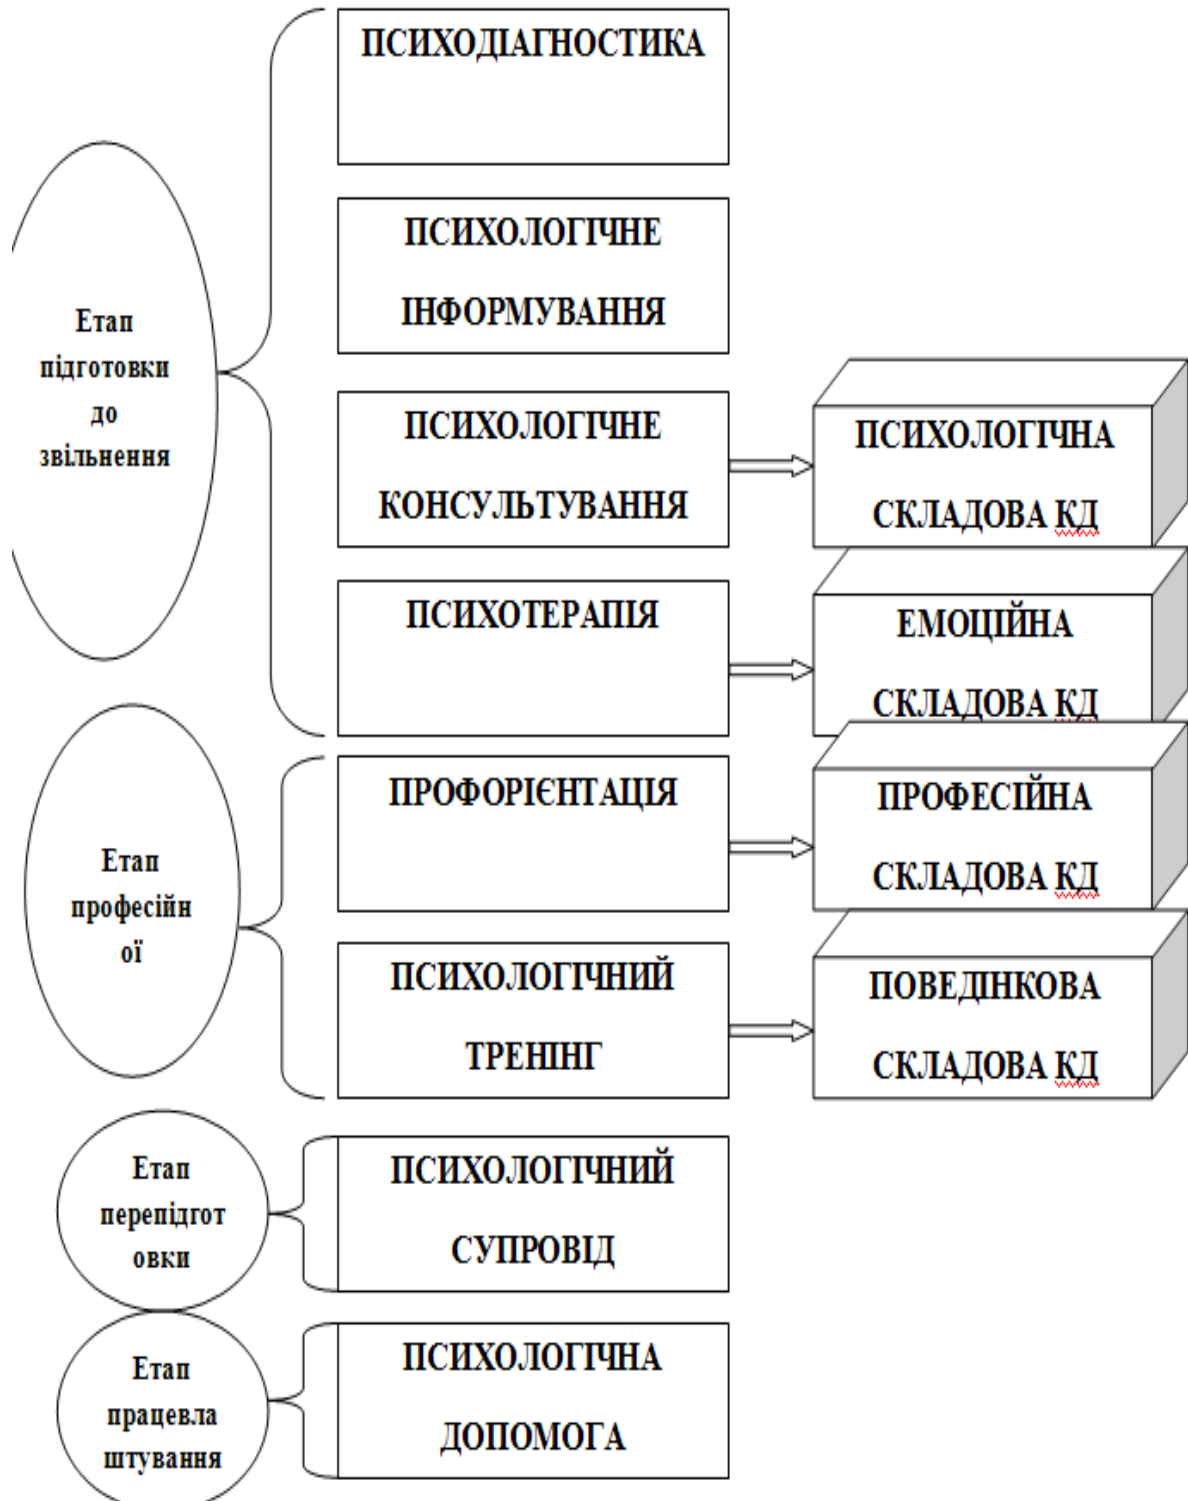 ПСИХОДІАГНОСТИКА
ПСИХОЛОГІЧНЕ
ІНФОРМУВАННЯ
Етап
підготовки
до
звільнення
ПСИХОЛОГІЧНЕ
КОНСУЛЬТУВАННЯ
ПСИХОЛОГІЧНА
СКЛАДОВА КД
ПСИХОТЕРАПІЯ
ЕМОЦІЙНА
СКЛАДОВА КД
Етап
професійн
ої
ПРОФОРІЄНТАЦІЯ
ПРОФЕСІЙНА
СКЛАДОВА КД
ПСИХОЛОГІЧНИЙ
ТРЕНІНГ
ПОВЕДІНКОВА
СКЛАДОВА КД
Етап
перепідгот
овки
ПСИХОЛОГІЧНИЙ
СУПРОВІД
Етап
працевла
штування
ПСИХОЛОГІЧНА
ДОПОМОГА